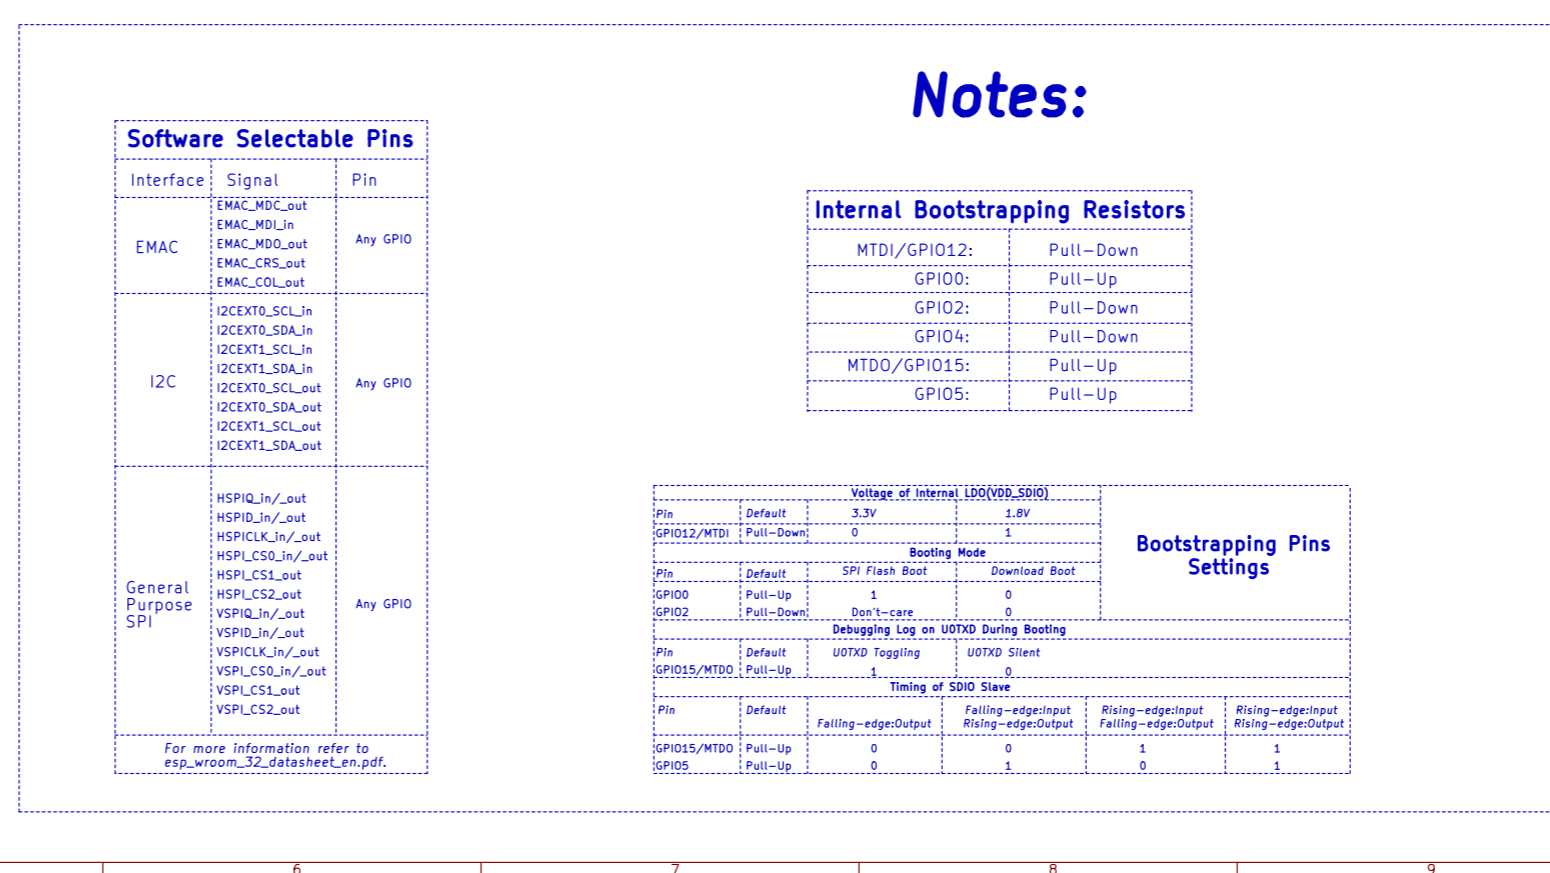 Notes:
Software Selectable Pins
Interface Signal Pin
EMAC_MDC_out
EMAC_MDI_in
EMAC EMAC_MDO_out Any GPIO
EMAC_CRS_out
EMAC_COL_out
I2CEXT0_SCL_in
I2CEXT0_SDA_in
I2CEXT1_SCL_in
I2CEXT1_SDA_in
I2C I2CEXT0_SCL_out Any GPIO
I2CEXT0_SDA_out
I2CEXT1_SCL_out
I2CEXT1_SDA_out
HSPIQ_in/_out
HSPID_in/_out
HSPICLK_in/_out
HSPI_CS0_in/_out
HSPI_CS1_out
HSPI_CS2_out
General
Purpose
SPI
VSPIQ_in/_out Any GPIO
VSPID_in/_out
VSPICLK_in/_out
VSPI_CS0_in/_out
VSPI_CS1_out
VSPI_CS2_out
For more information refer to
esp_wroom_32_datasheet_en.pdf.
Internal Bootstrapping Resistors
MTDI/GPIO12: Pull-Down
GPIO0: Pull-Up
GPIO2: Pull-Down
GPIO4: Pull-Down
MTDO/GPIO15: Pull-Up
GPIO5: Pull-Up
Voltage of Internal LDO(VDD_SDIO)
Pin Default 3.3V 1.8V
GPIO12/MTDI Pull-Down 0 1
Booting Mode
Pin Default SPI Flash Boot Download Boot
GPIO0 Pull-Up 1 0
GPIO2 Pull-Down Don't-care 0
Bootstrapping Pins
Settings
Debugging Log on U0TXD During Booting
Pin Default U0TXD Toggling U0TXD Silent
GPIO15/MTDO Pull-Up 1 0
Timing of SDIO Slave
Pin Default Falling-edge:Input Rising-edge:Input Rising-edge:Input
Falling-edge:Output Rising-edge:Output Falling-edge:Output Rising-edge:Output
GPIO15/MTDO Pull-Up 0 0 1 1
GPIO5 Pull-Up 0 1 0 1
6 7 8 9